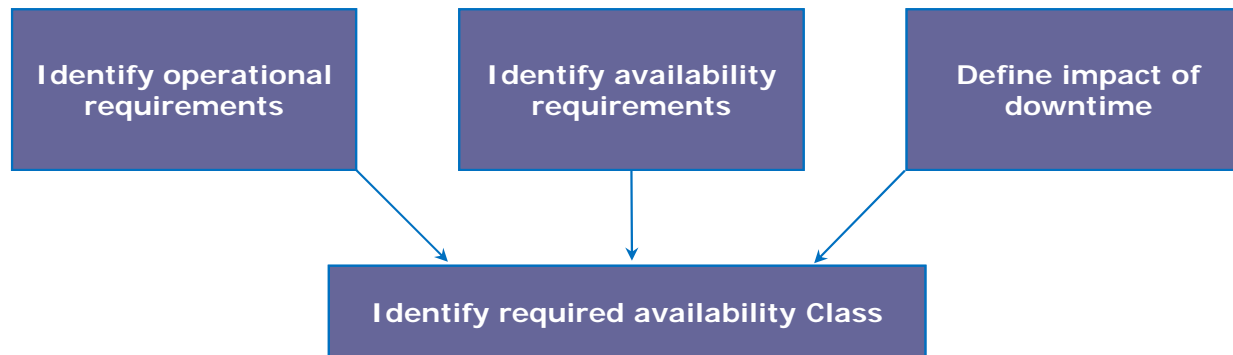 Identify operational
requirements
Identify availability
requirements
Define impact of
downtime
Identify required availability Class